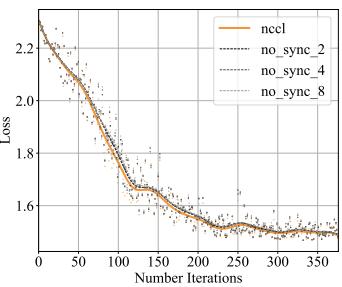 nccl
no_sync_2
no_sync_4
no_sync_8
2.2
2.0
1.8
1.6
Loss
0 50 100 150 200 250 300 350
Number Iterations